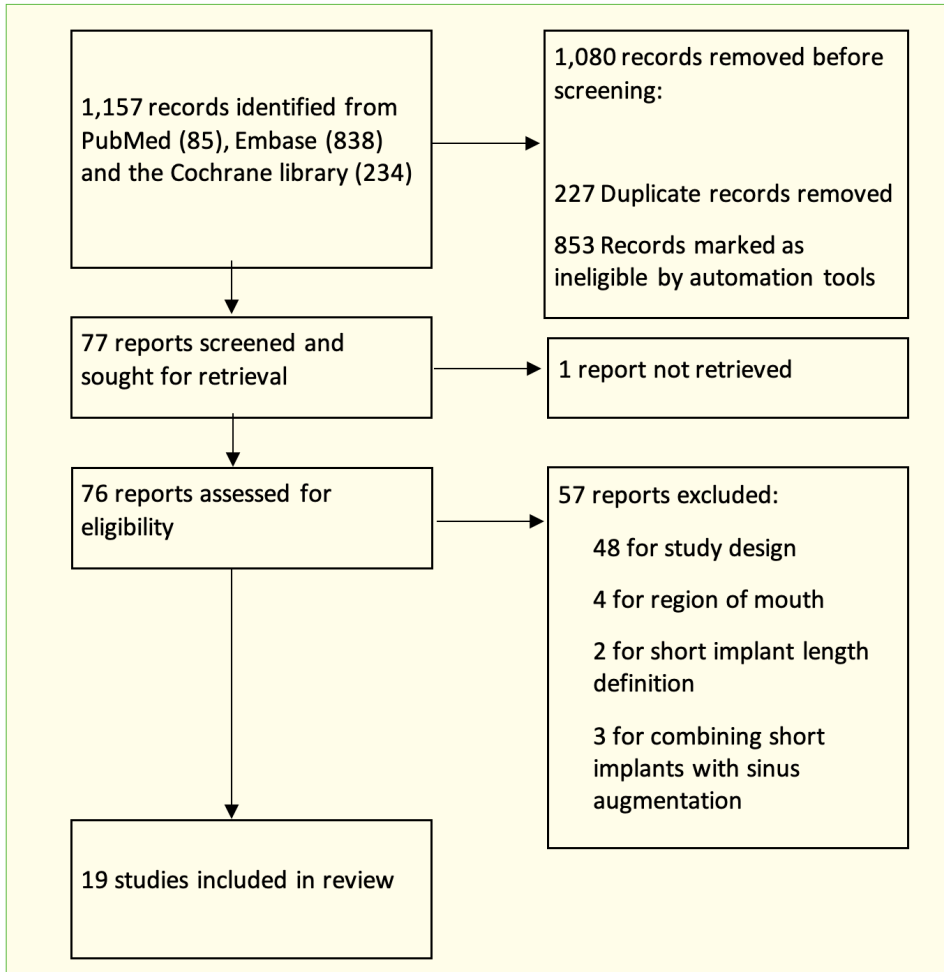 1,157 records identified from
PubMed (85), Embase (838)
and the Cochrane library (234)
1,080 records removed before
screening:
227 Duplicate records removed
853 Records marked as
ineligible by automation tools
77 reports screened and
sought for retrieval
1 report not retrieved
76 reports assessed for
eligibility
57 reports excluded:
48 for study design
4 for region of mouth
2 for short implant length
definition
3 for combining short
implants with sinus
augmentation
19 studies included in review